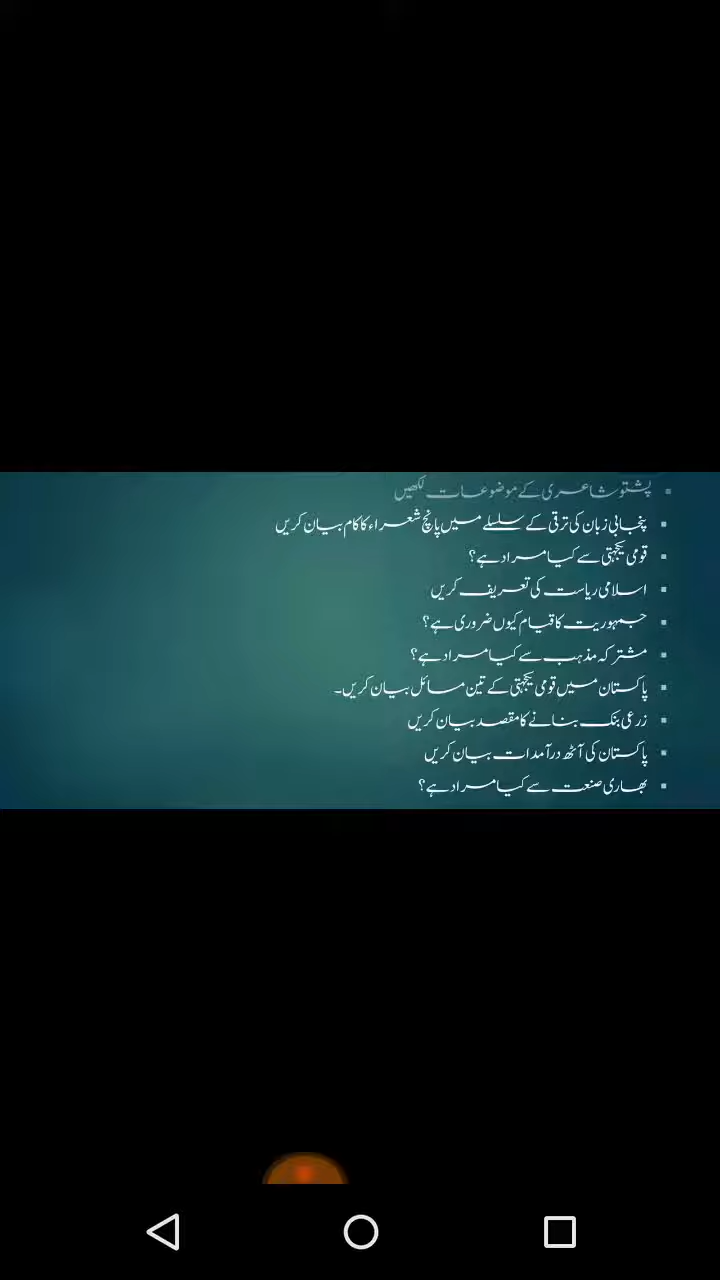 ▪ پشتو شاعری کے موضوعات لکھیں
▪ پنجابی زبان کی ترقی کے سلسلے میں پانچ شعراء کا کام بیان کریں
▪ قومی یکجہتی سے کیا مراد ہے؟
▪ اسلامی ریاست کی تعریف کریں
▪ جمہوریت کا قیام کیوں ضروری ہے؟
▪ مشترکہ مذہب سے کیا مراد ہے؟
▪ پاکستان میں قومی یکجہتی کے تین مسائل بیان کریں۔
▪ زرعی بنک بنانے کا مقصد بیان کریں
▪ پاکستان کی آٹھ درآمدات بیان کریں
▪ بھاری صنعت سے کیا مراد ہے؟